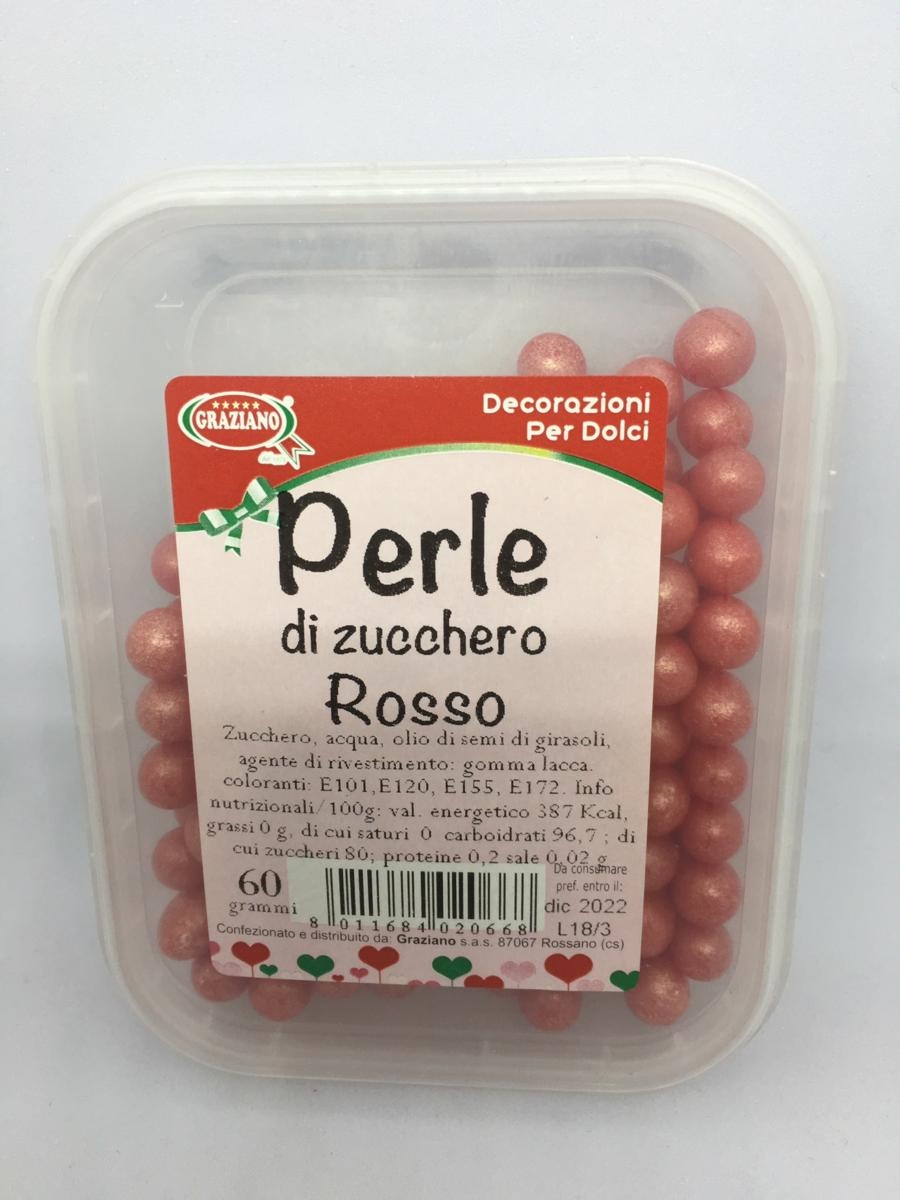 GRAZIANO
Decorazioni
Per Dolci
Perle
di zucchero
Rosso
Zucchero, acqua, olio di semi di girasoli,
agente di rivestimento: gomma lacca.
coloranti: E101,E120, E155, E172. Info
nutrizionali/100g: val. energetico 387 Kcal,
grassi 0 g, di cui saturi 0 carboidrati 96,7 ; di
cui zuccheri 80; proteine 0,2 sale 0,02 g
60
grammi
8 011684 020668
Da consumare
pref. entro il:
dic 2022
L18/3
Confezionato e distribuito da: Graziano s.a.s. 87067 Rossano (cs)